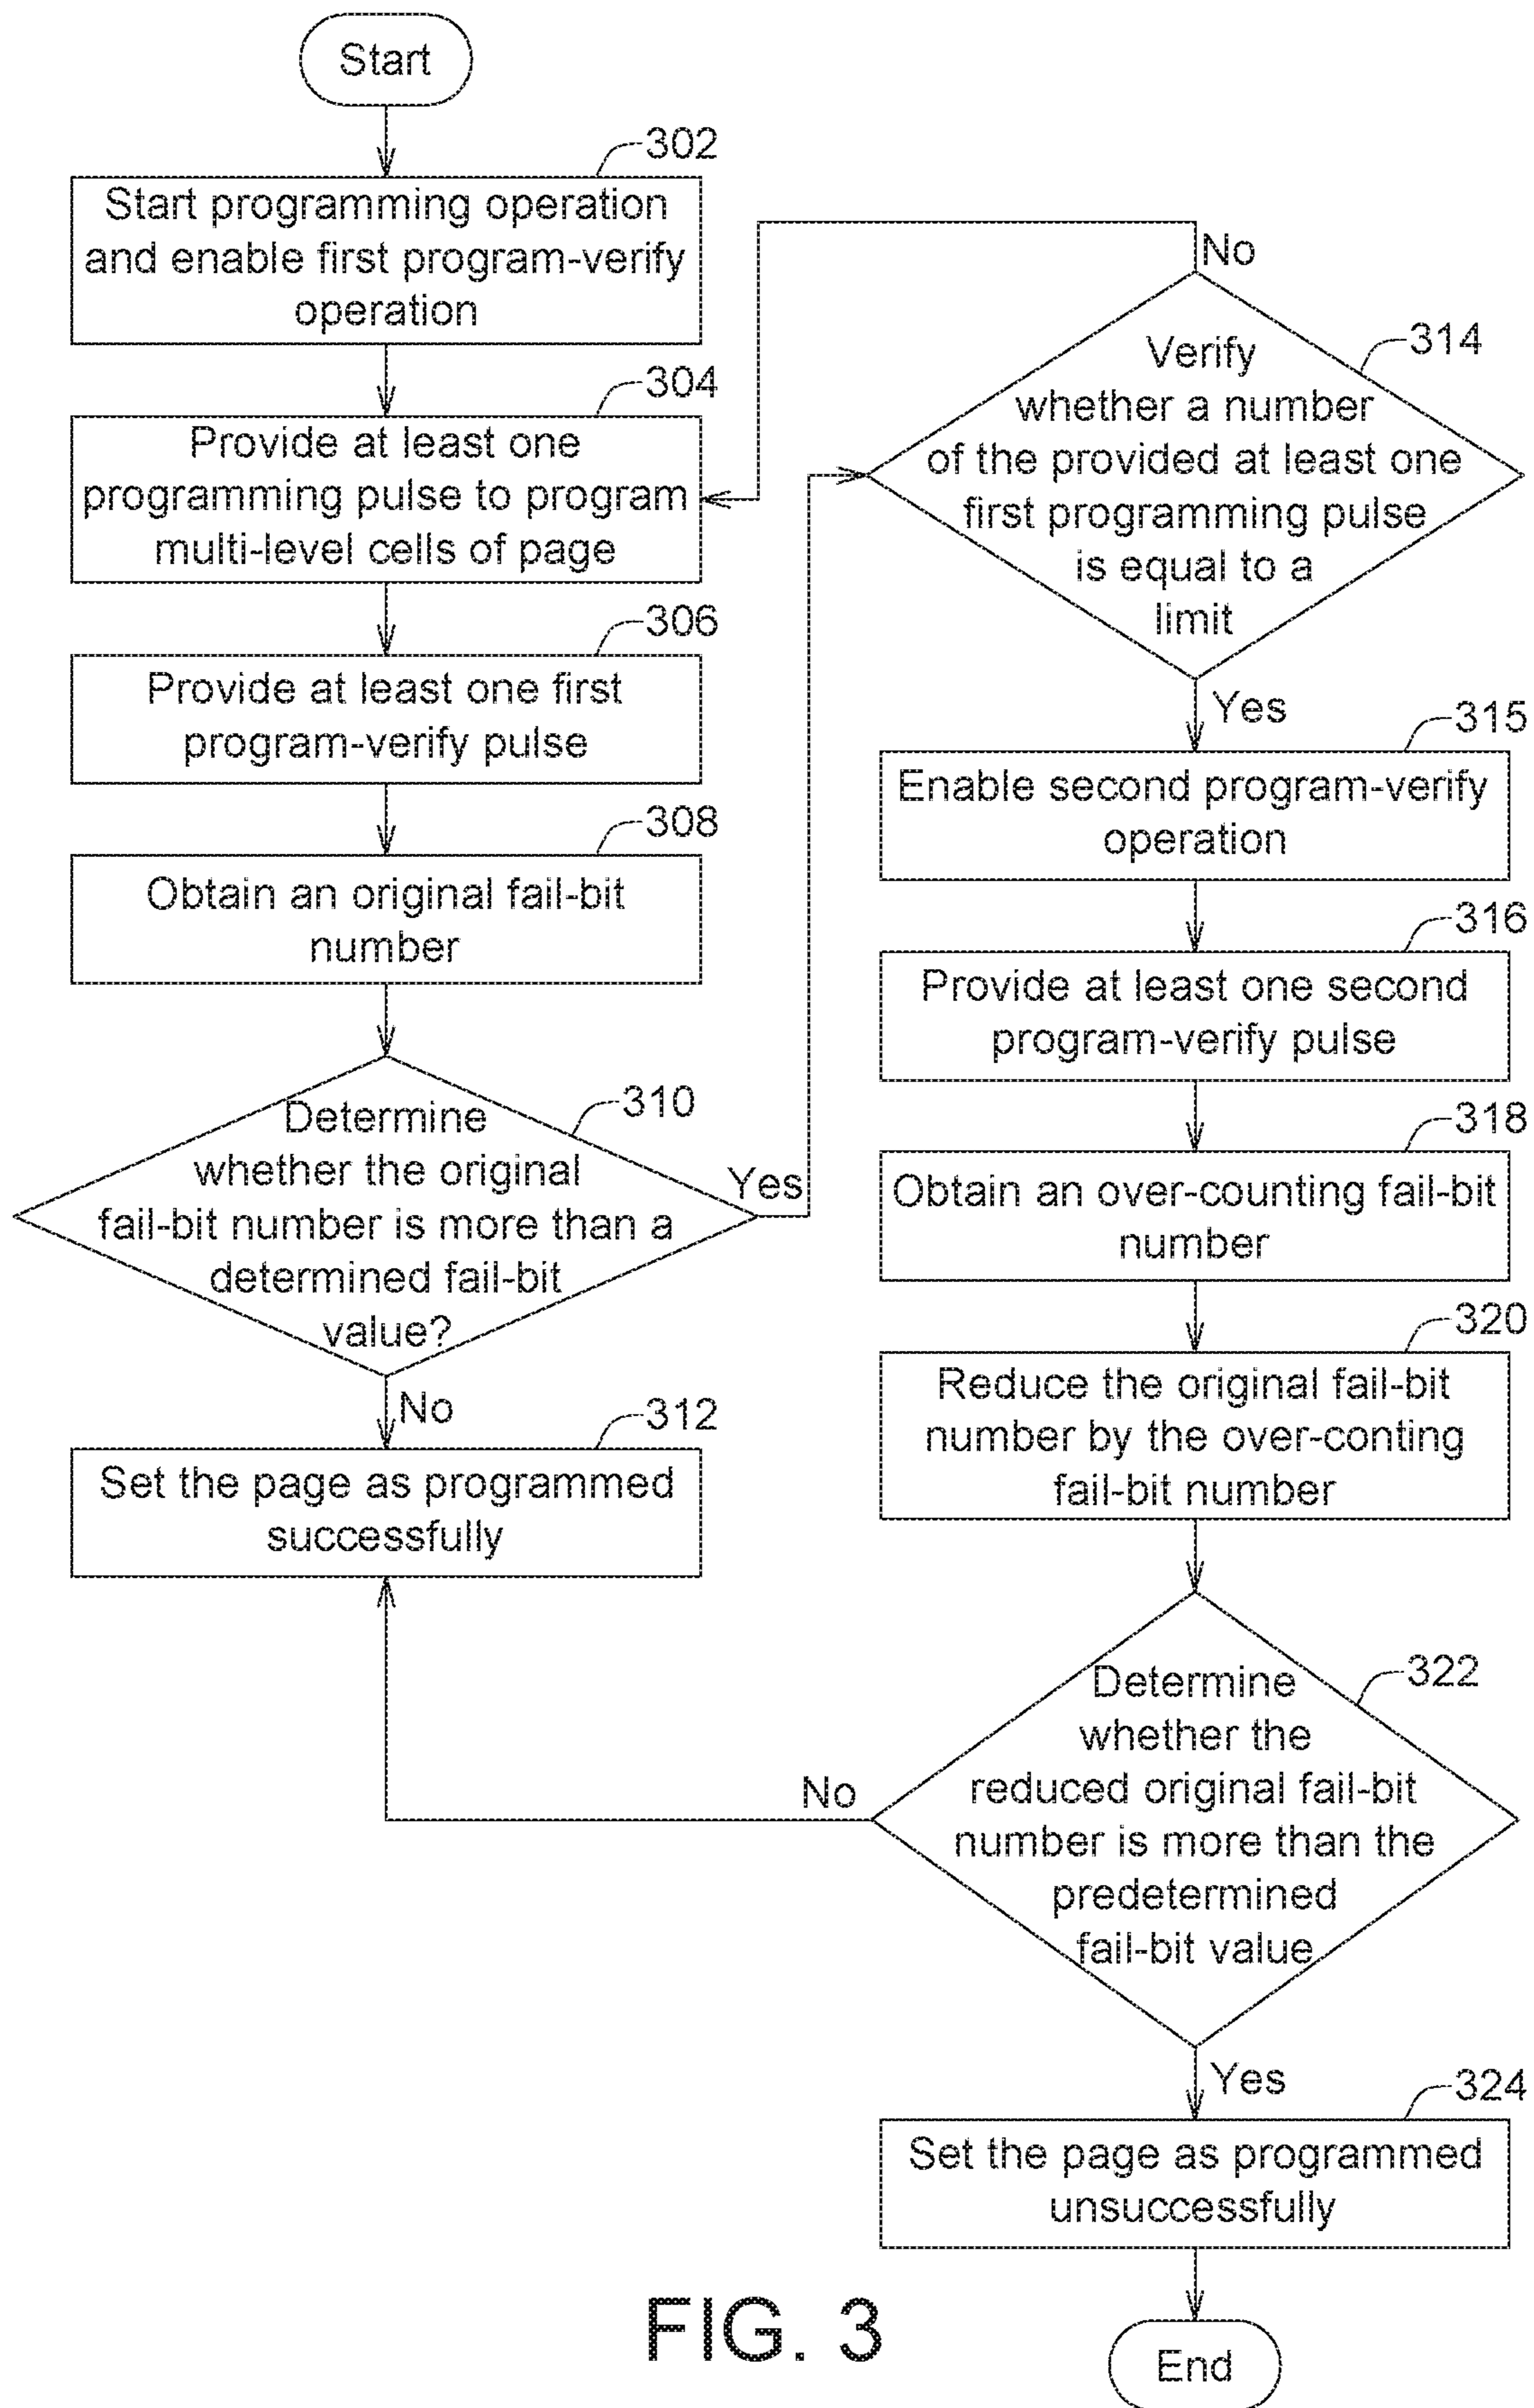 Start
302
Start programming operation
and enable first program-verify
operation
304
Provide at least one
programming pulse to program
multi-level cells of page
306
Provide at least one first
program-verify pulse
308
Obtain an original fail-bit
number
310
Determine
whether the original
fail-bit number is more than a
determined fail-bit
value?
Yes
No
312
Set the page as programmed
successfully
No
314
Verify
whether a number
of the provided at least one
first programming pulse
is equal to a
limit
Yes
315
Enable second program-verify
operation
316
Provide at least one second
program-verify pulse
318
Obtain an over-counting fail-bit
number
320
Reduce the original fail-bit
number by the over-conting
fail-bit number
322
Determine
whether the
reduced original fail-bit
number is more than the
predetermined
fail-bit value
No
Yes
324
Set the page as programmed
unsuccessfully
End
FIG. 3